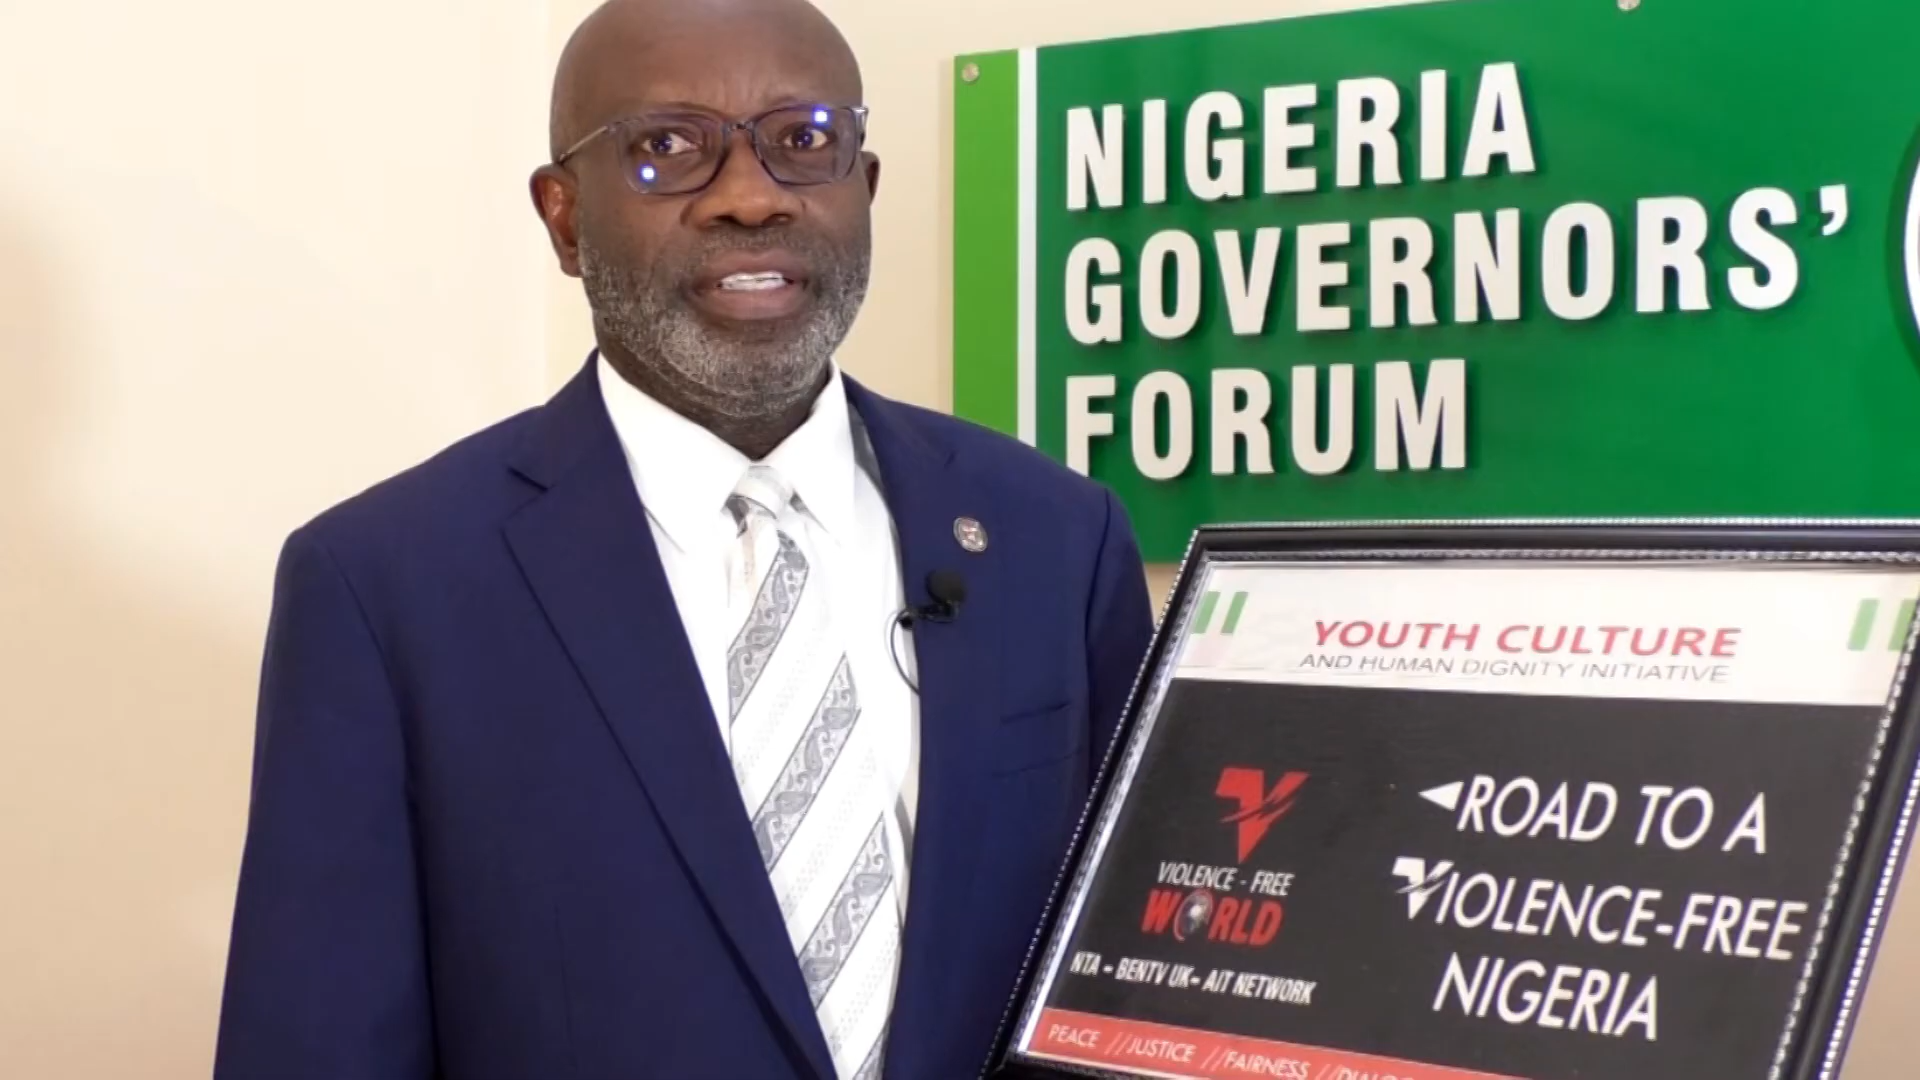 NIGERIA
GOVERNORS’
FORUM
YOUTH CULTURE
AND HUMAN DIGNITY INITIATIVE
ROAD TO A
VIOLENCE-FREE
NIGERIA
VIOLENCE - FREE
WORLD
NTA - BENTV UK- AIT NETWORK
PEACE //JUSTICE //FAIRNESS //